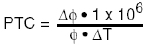 PTC = Δϕ • 1 x 10⁶
ϕ • ΔT